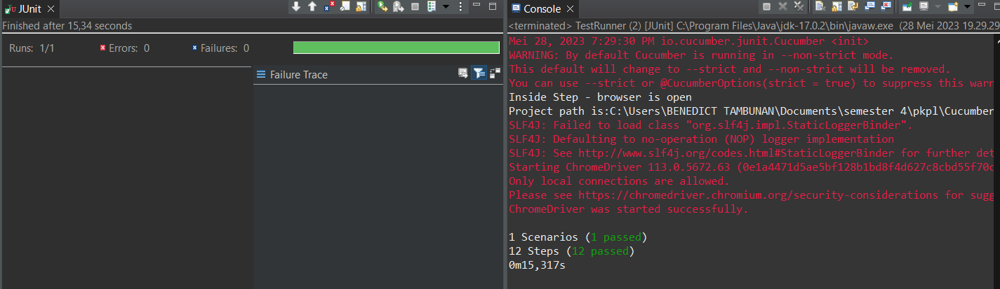 JUnit
Finished after 15,34 seconds
Runs: 1/1
Errors: 0
Failures: 0
Failure Trace
Console
<terminated> TestRunner (2) [JUnit] C:\Program Files\Java\jdk-17.0.2\bin\javaw.exe (28 Mei 2023 19.29.29
Mei 28, 2023 7:29:30 PM io.cucumber.junit.Cucumber <init>
WARNING: By default Cucumber is running in --non-strict mode.
This default will change to --strict and --non-strict will be removed.
You can use --strict or @CucumberOptions(strict = true) to suppress this warn
Inside Step - browser is open
Project path is:C:\Users\BENEDICT TAMBUNAN\Documents\semester 4\pkpl\Cucumber
SLF4J: Failed to load class "org.slf4j.impl.StaticLoggerBinder".
SLF4J: Defaulting to no-operation (NOP) logger implementation
SLF4J: See http://www.slf4j.org/codes.html#StaticLoggerBinder for further det
Starting ChromeDriver 113.0.5672.63 (0e1a4471d5ae5bf128b1bd8f4d627c8cbd55f70c
Only local connections are allowed.
Please see https://chromedriver.chromium.org/security-considerations for sugg
ChromeDriver was started successfully.
1 Scenarios (1 passed)
12 Steps (12 passed)
0m15,317s